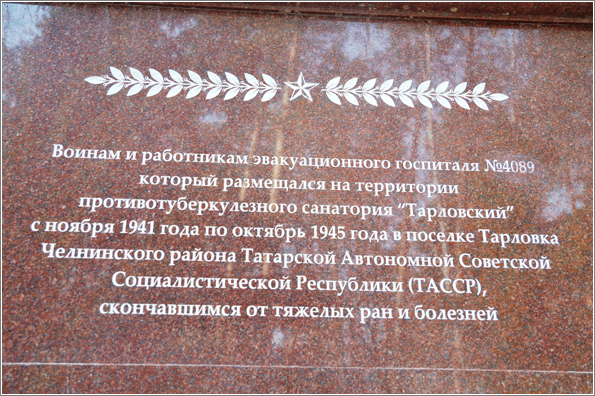 Воинам и работникам эвакуационного госпиталя №4089
который размещался на территории
противотуберкулезного санатория “Тарловский”
с ноября 1941 года по октябрь 1945 года в поселке Тарловка
Челнинского района Татарской Автономной Советской
Социалистической Республики (ТАССР),
скончавшимся от тяжелых ран и болезней